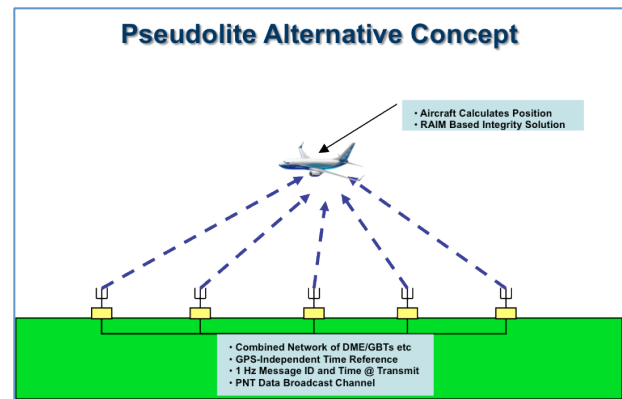 Pseudolite Alternative Concept
• Aircraft Calculates Position
• RAIM Based Integrity Solution
• Combined Network of DME/GBTs etc
• GPS-Independent Time Reference
• 1 Hz Message ID and Time @ Transmit
• PNT Data Broadcast Channel